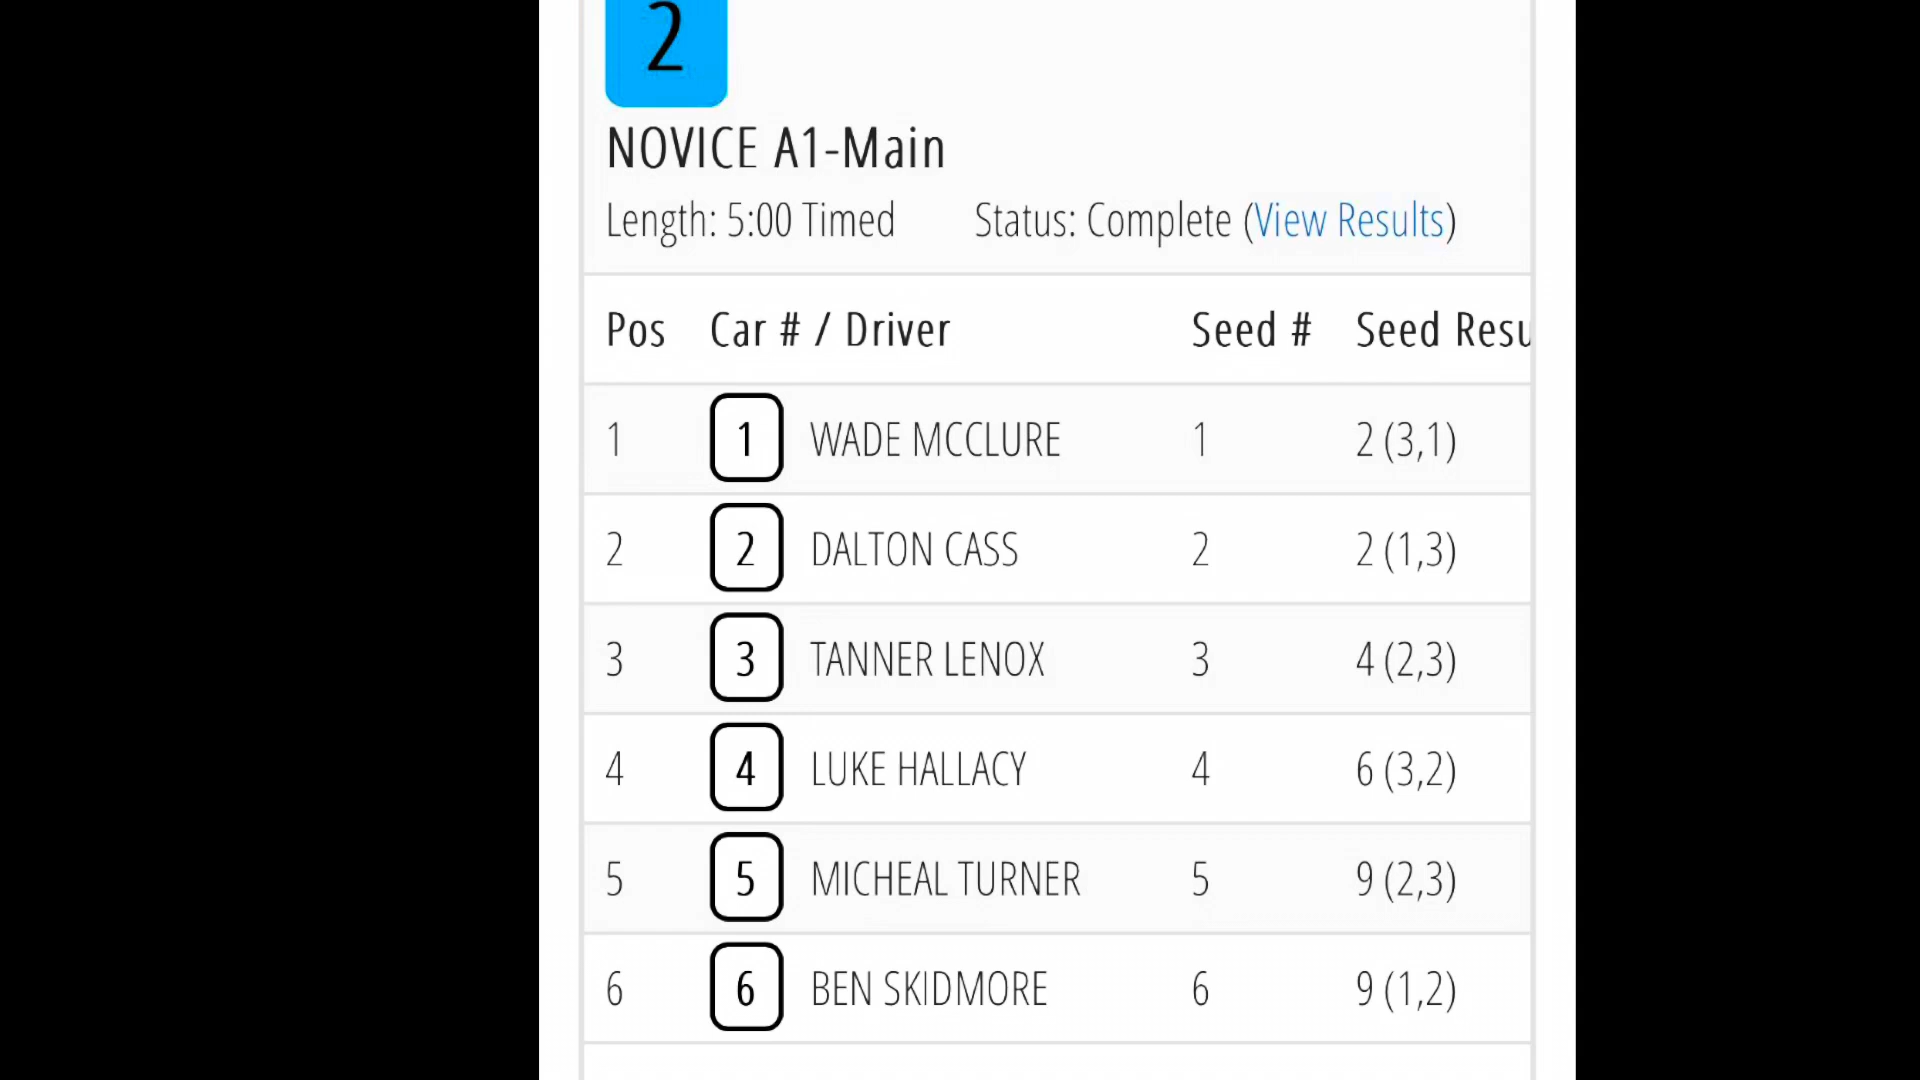 2
NOVICE A1-Main
Length: 5:00 Timed Status: Complete (View Results)
Pos Car # / Driver Seed # Seed Resu
1 1 WADE MCCLURE 1 2 (3,1)
2 2 DALTON CASS 2 2 (1,3)
3 3 TANNER LENOX 3 4 (2,3)
4 4 LUKE HALLACY 4 6 (3,2)
5 5 MICHEAL TURNER 5 9 (2,3)
6 6 BEN SKIDMORE 6 9 (1,2)